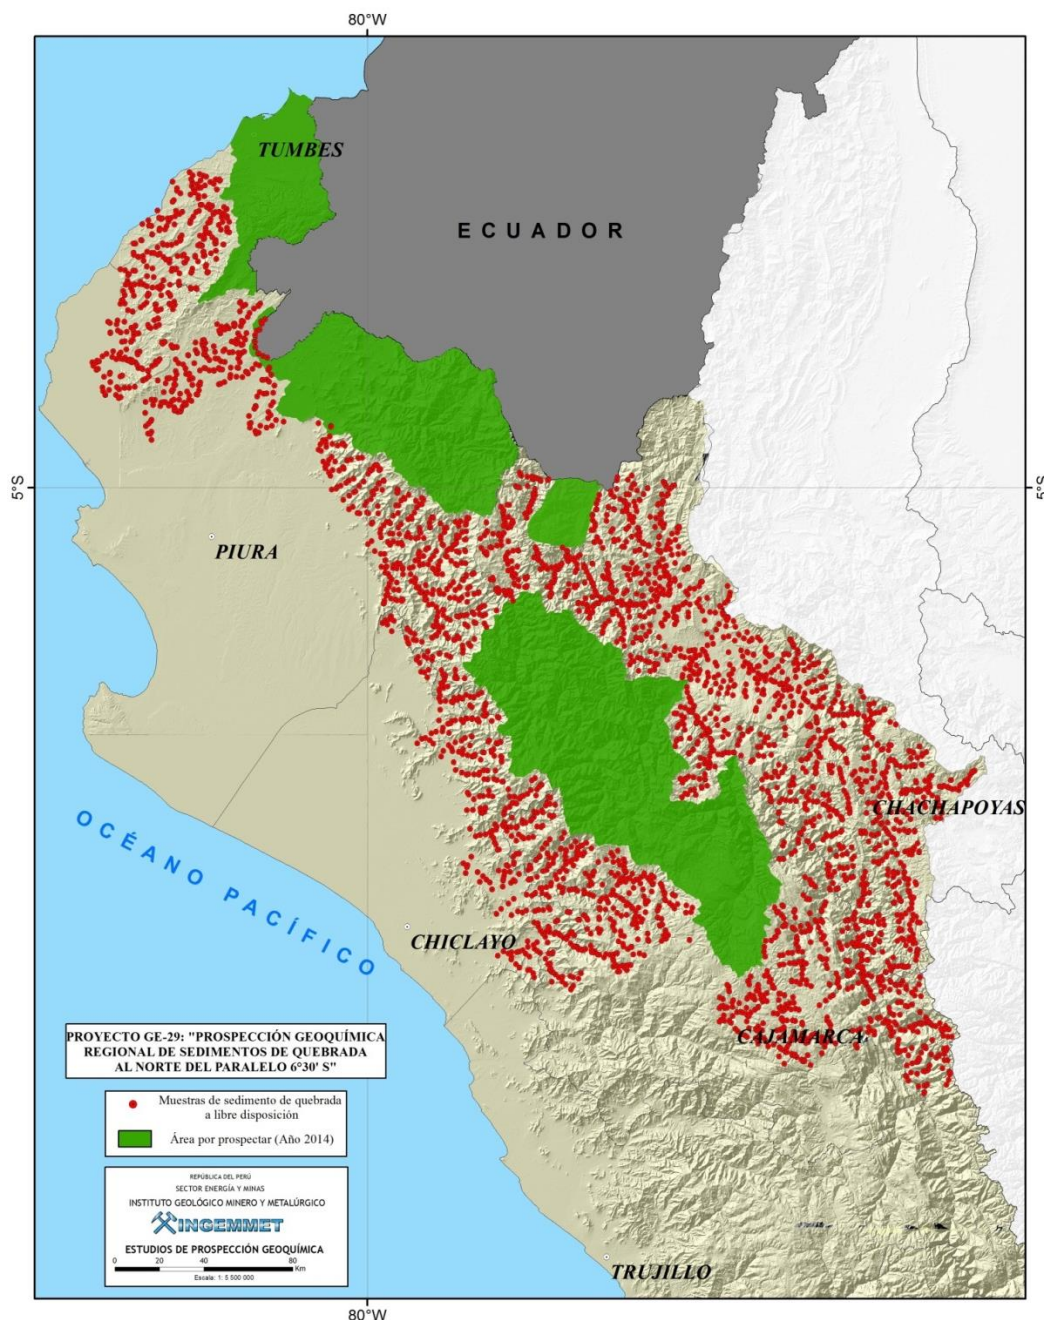 80°W
TUMBES
ECUADOR
5°S
5°S
PIURA
CHACHAPOYAS
OCÉANO PACÍFICO
CHICLAYO
CAJAMARCA
PROYECTO GE-29: "PROSPECCIÓN GEOQUÍMICA
REGIONAL DE SEDIMENTOS DE QUEBRADA
AL NORTE DEL PARALELO 6°30' S"
Muestras de sedimento de quebrada
a libre disposición
Área por prospectar (Año 2014)
REPÚBLICA DEL PERÚ
SECTOR ENERGÍA Y MINAS
INSTITUTO GEOLÓGICO MINERO Y METALÚRGICO
INGEMMET
ESTUDIOS DE PROSPECCIÓN GEOQUÍMICA
0 20 40 80
Km
Escala: 1: 5 500 000
TRUJILLO
80°W